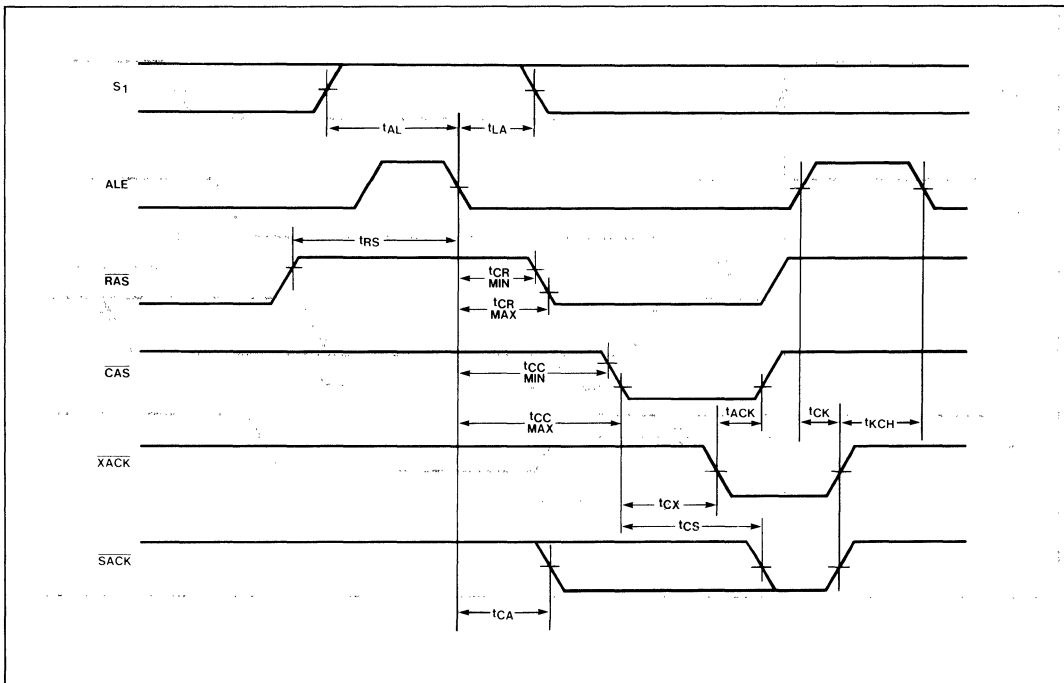 S1
tAL
tLA
ALE
tRS
RAS
tCR
MIN
tCR
MAX
CAS
tCC
MIN
tCC
MAX
tACK
tCK
tKCH
XACK
tCX
tCS
SACK
tCA